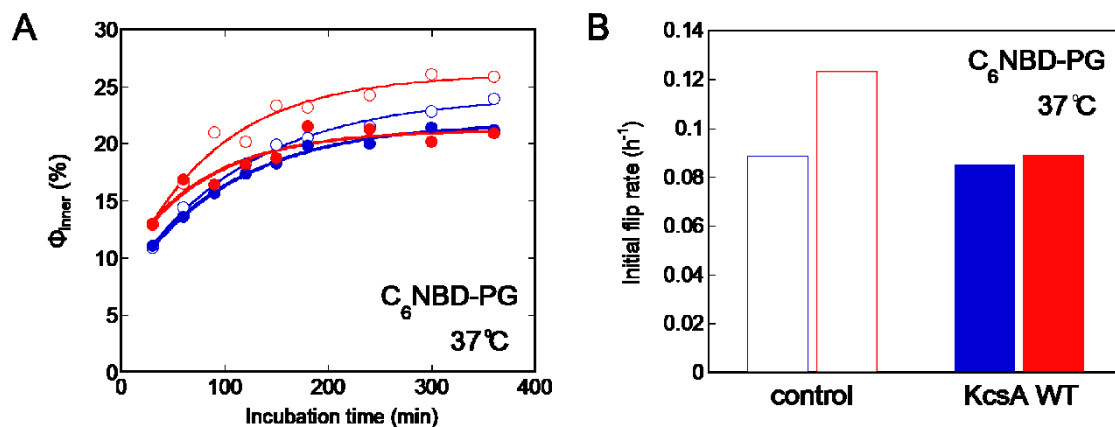 A
30
25
20
15
10
5
0
Φ_Inner (%)
0 100 200 300 400
Incubation time (min)
C₆NBD-PG
37℃
B
0.14
0.12
0.1
0.08
0.06
0.04
0.02
0
Initial flip rate (h⁻¹)
control KcsA WT
C₆NBD-PG
37℃